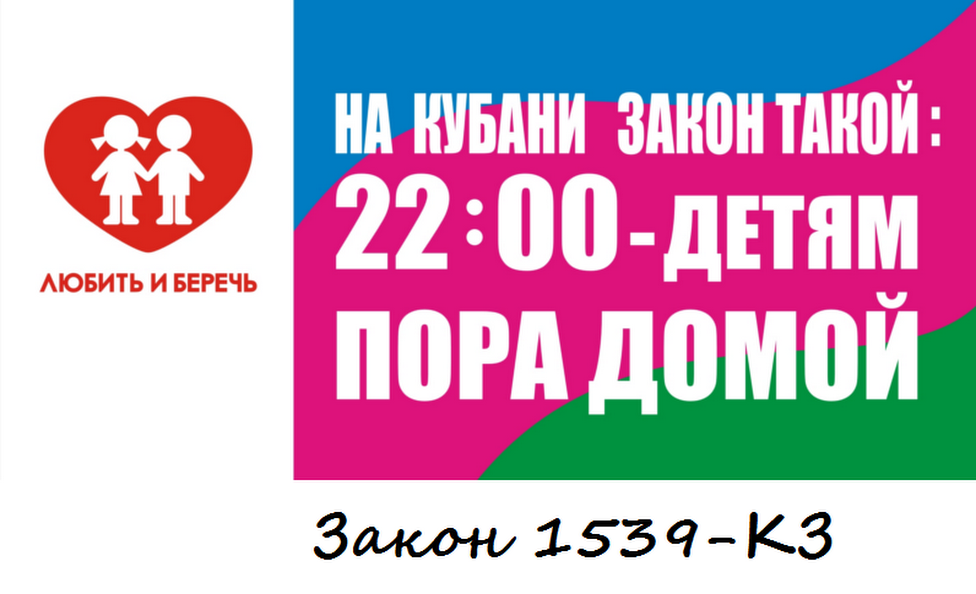 ЛЮБИТЬ И БЕРЕЧЬ
НА КУБАНИ ЗАКОН ТАКОЙ:
22:00-ДЕТЯМ
ПОРА ДОМОЙ
Закон 1539-КЗ